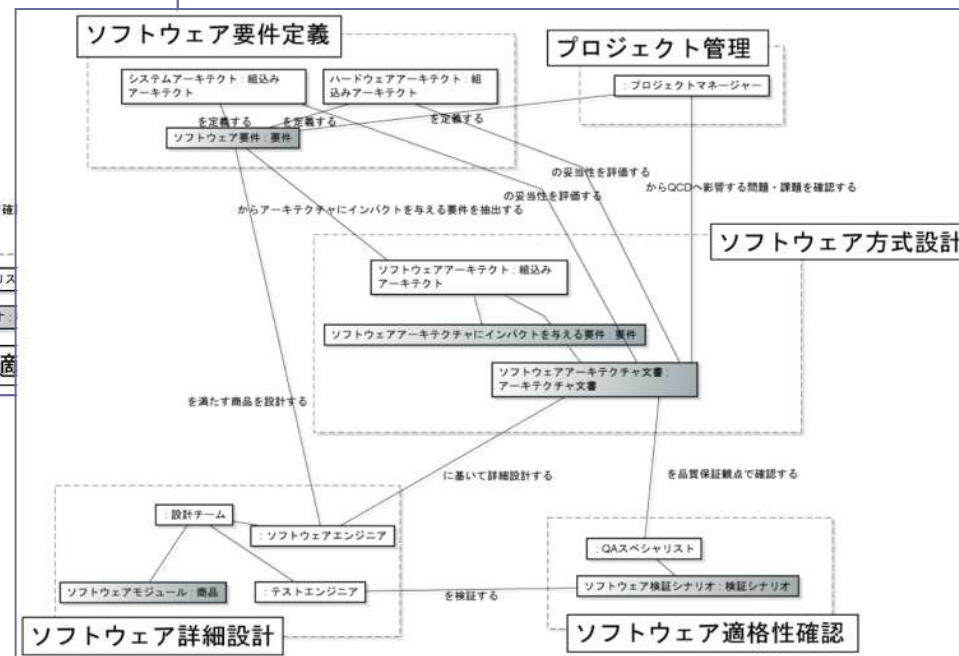 ソフトウェア要件定義
プロジェクト管理
システムアーキテクト : 組込み
アーキテクト
ハードウェアアーキテクト : 組
込みアーキテクト
: プロジェクトマネージャー
を定義する
を定義する
を定義する
ソフトウェア要件 : 要件
の妥当性を評価する
からQCDへ影響する問題・課題を確認する
の妥当性を評価する
からアーキテクチャにインパクトを与える要件を抽出する
ソフトウェア方式設計
ソフトウェアアーキテクト : 組込み
アーキテクト
ソフトウェアアーキテクチャにインパクトを与える要件 : 要件
ソフトウェアアーキテクチャ文書 :
アーキテクチャ文書
を満たす商品を設計する
に基いて詳細設計する
を品質保証観点で確認する
: 設計チーム
: ソフトウェアエンジニア
: QAスペシャリスト
ソフトウェアモジュール : 商品
: テストエンジニア
を検証する
ソフトウェア検証シナリオ : 検証シナリオ
ソフトウェア詳細設計
ソフトウェア適格性確認